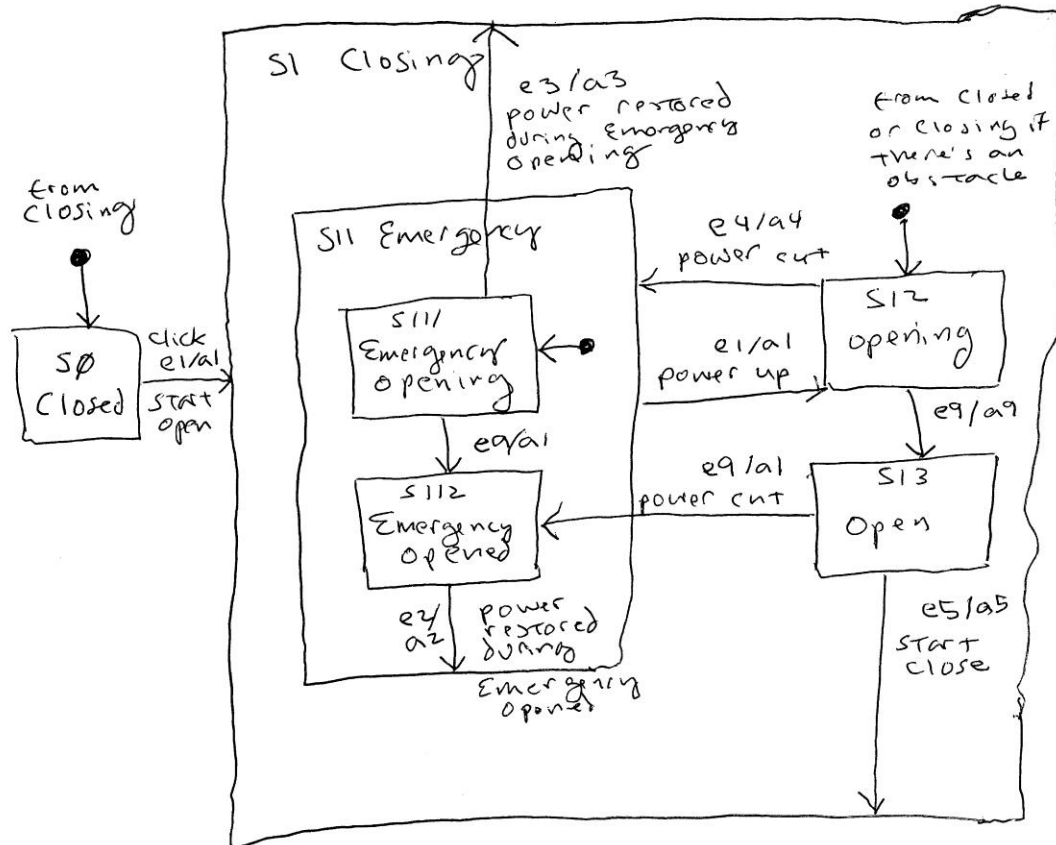 S1 Closing
e3/a3
power restored
during Emergency
opening
from Closed
or Closing if
there's an
obstacle
from
Closing
S11 Emergency
e4/a4
power cut
S12
opening
S111
Emergency
opening
click
e1/a1
start
open
SØ
Closed
e1/a1
power up
e9/a9
e9/a1
S112
Emergency
opened
e9/a1
power cut
S13
Open
e2/
a2
power
restored
during
Emergency
opened
e5/a5
start
close